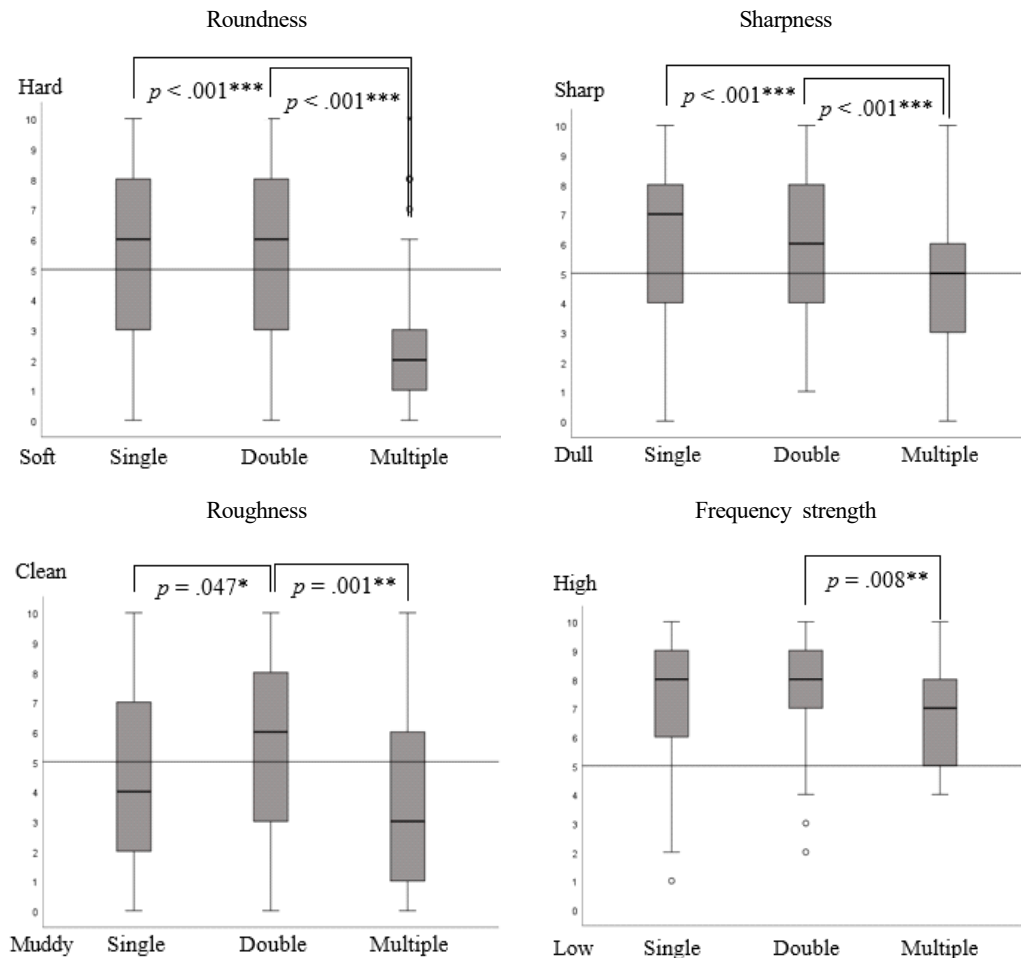 Roundness
Hard
p < .001***
p < .001***
10
9
8
7
6
5
4
3
2
1
0
Soft Single Double Multiple
Sharpness
Sharp
p < .001***
p < .001***
10
9
8
7
6
5
4
3
2
1
0
Dull Single Double Multiple
Roughness
Clean
p = .047* p = .001**
10
9
8
7
6
5
4
3
2
1
0
Muddy Single Double Multiple
Frequency strength
High
p = .008**
10
9
8
7
6
5
4
3
2
1
0
Low Single Double Multiple